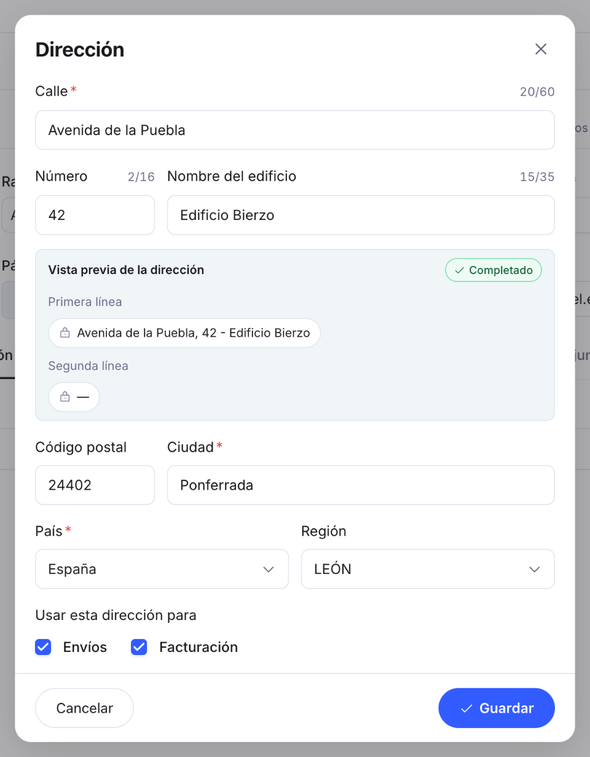 Dirección
Calle* 20/60
Avenida de la Puebla
Número 2/16 Nombre del edificio 15/35
42 Edificio Bierzo
Vista previa de la dirección Completado
Primera línea
Avenida de la Puebla, 42 - Edificio Bierzo
Segunda línea
—
Código postal Ciudad*
24402 Ponferrada
País* Región
España LEÓN
Usar esta dirección para
Envíos Facturación
Cancelar Guardar